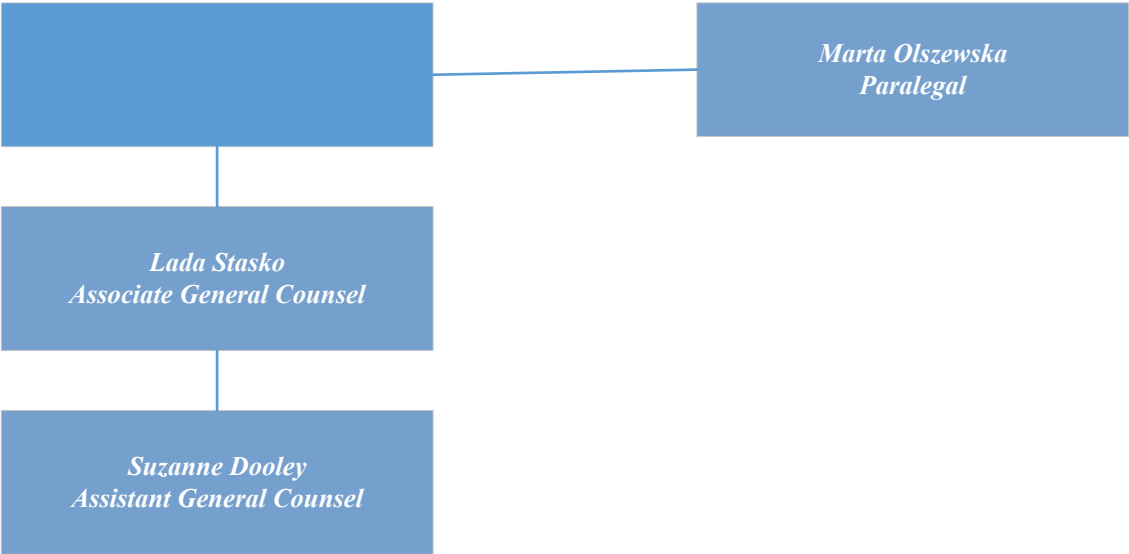 Marta Olszewska
Paralegal
Lada Stasko
Associate General Counsel
Suzanne Dooley
Assistant General Counsel